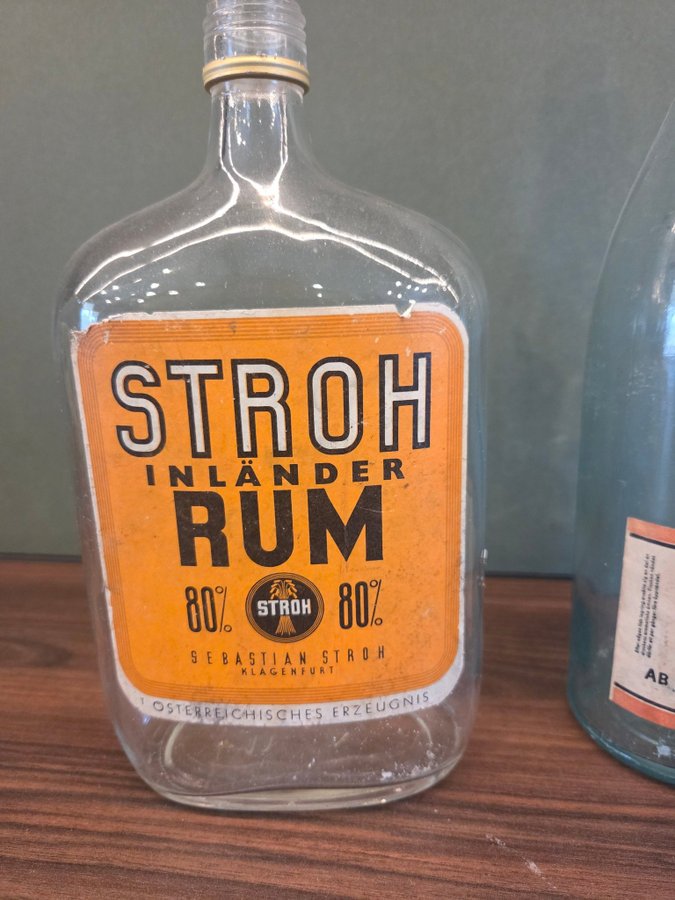 STROH
INLÄNDER
RUM
80% STROH 80%
SEBASTIAN STROH
KLAGENFURT
ÖSTERREICHISCHES ERZEUGNIS
AB